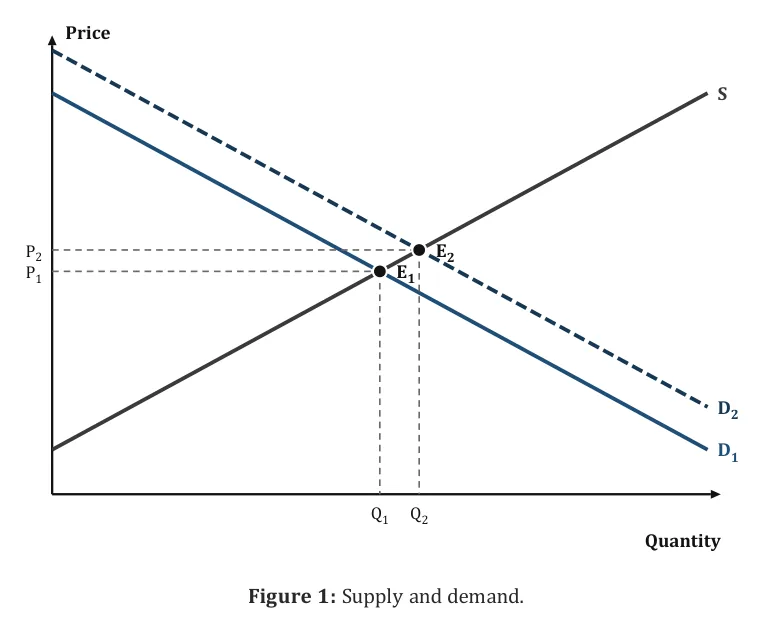 Price
S
P₂
E₂
P₁
E₁
D₂
D₁
Q₁ Q₂
Quantity
Figure 1: Supply and demand.